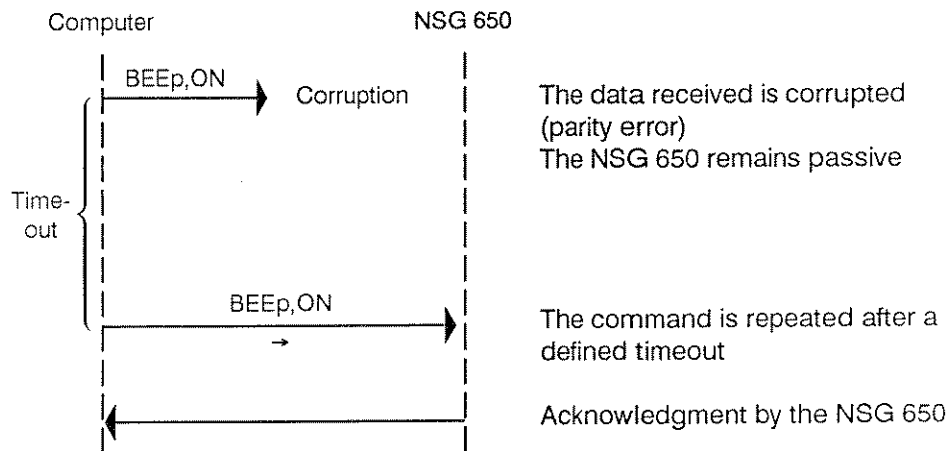 Computer
NSG 650
BEEp,ON
Corruption
The data received is corrupted
(parity error)
The NSG 650 remains passive
Time-
out
BEEp,ON
→
The command is repeated after a
defined timeout
Acknowledgment by the NSG 650